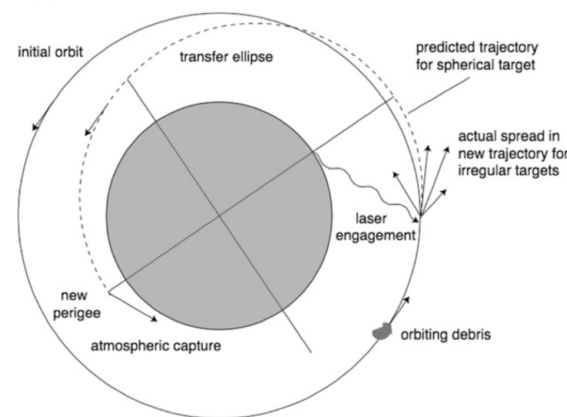 initial orbit
transfer ellipse
predicted trajectory
for spherical target
actual spread in
new trajectory for
irregular targets
laser
engagement
new
perigee
atmospheric capture
orbiting debris